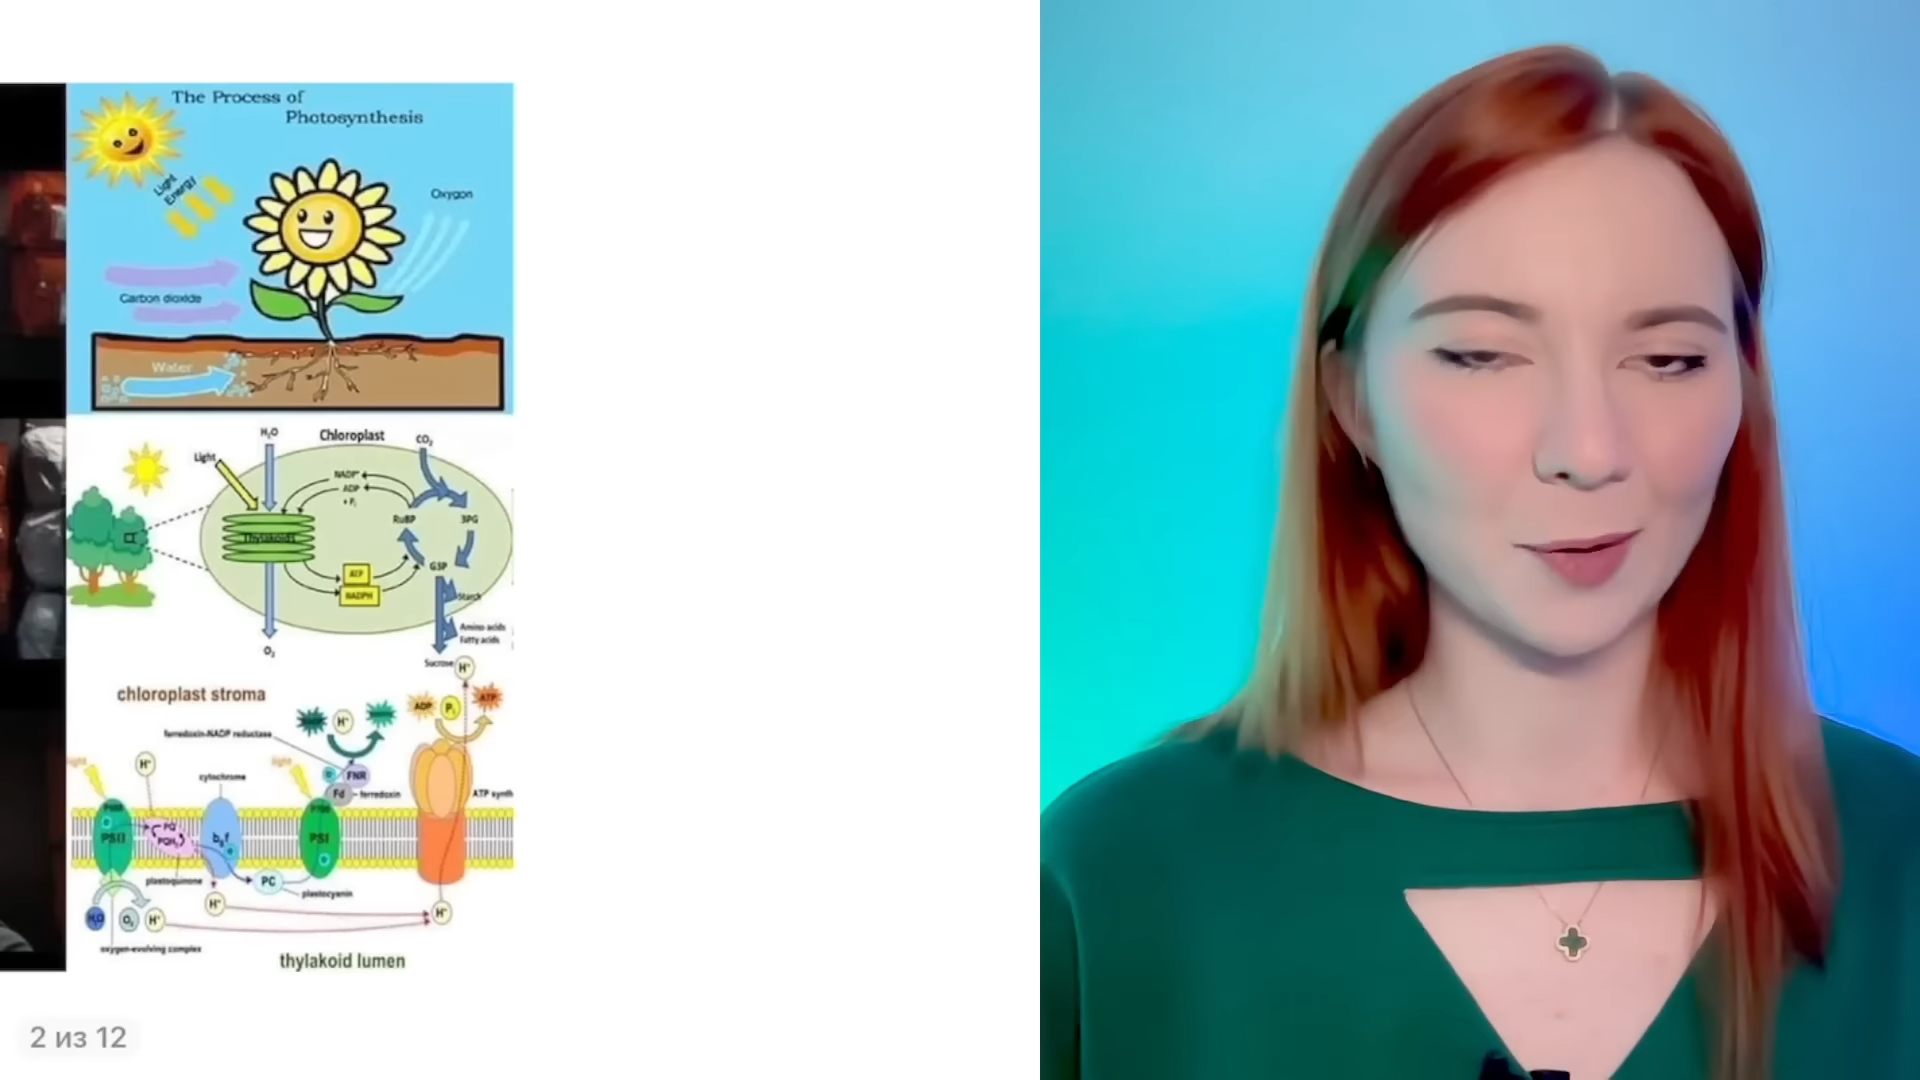 The Process of
Photosynthesis
Light
Energy
Oxygen
Carbon dioxide
Water
H₂O
Chloroplast
CO₂
Light
NADP⁺
ADP
+ Pᵢ
RuBP
3PG
Thylakoids
G3P
ATP
NADPH
Starch
Amino acids
Fatty acids
O₂
Sucrose
H⁺
chloroplast stroma
ADP
Pᵢ
ATP
H⁺
ferredoxin-NADP reductase
light
H⁺
light
cytochrome
FNR
Fd
ferredoxin
ATP synth
PSII
PQ
PQH₂
b₆f
PSI
plastoquinone
PC
plastocyanin
H⁺
H₂O
O₂
H⁺
H⁺
oxygen-evolving complex
thylakoid lumen
2 из 12